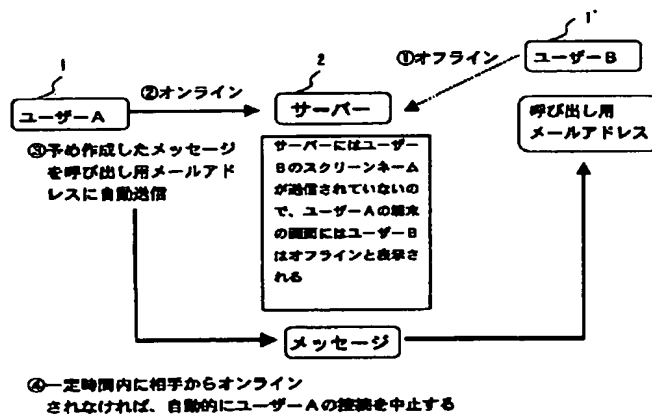 1
ユーザーA
②オンライン
2
サーバー
①オフライン
1'
ユーザーB
呼び出し用
メールアドレス
③予め作成したメッセージ
を呼び出し用メールアド
レスに自動送信
サーバーにはユーザー
Bのスクリーンネーム
が送信されていないの
で、ユーザーAの端末
の画面にはユーザーB
はオフラインと表示さ
れる
メッセージ
④一定時間内に相手からオンライン
されなければ、自動的にユーザーAの接続を中止する